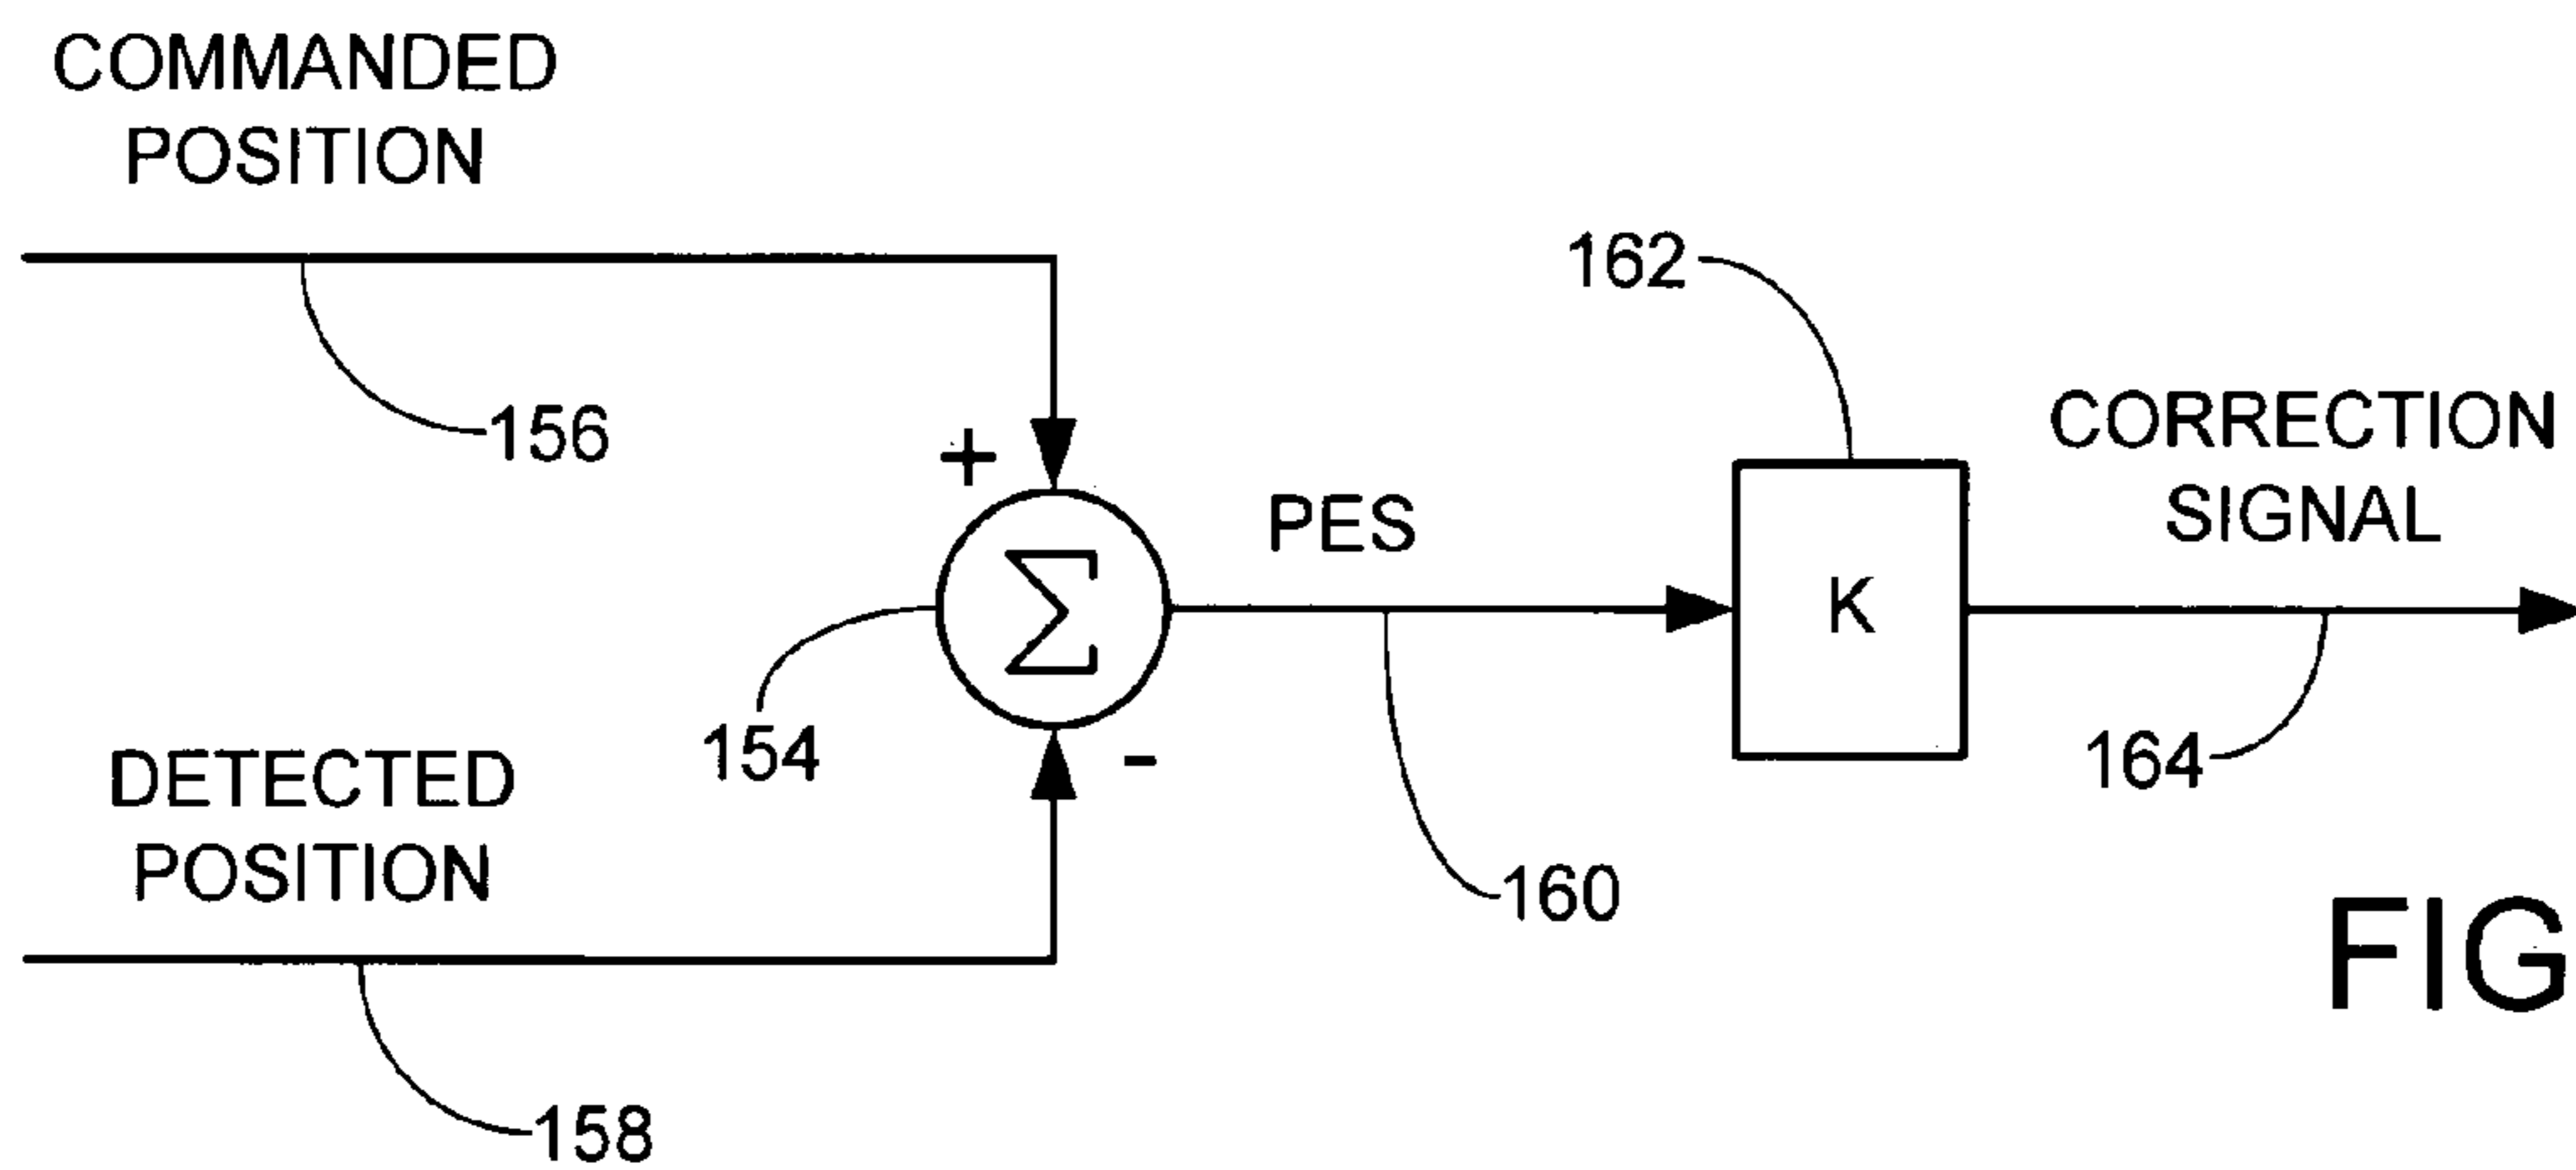 COMMANDED
POSITION
156
+
Σ
154
-
DETECTED
POSITION
158
PES
160
162
K
CORRECTION
SIGNAL
164
FIG